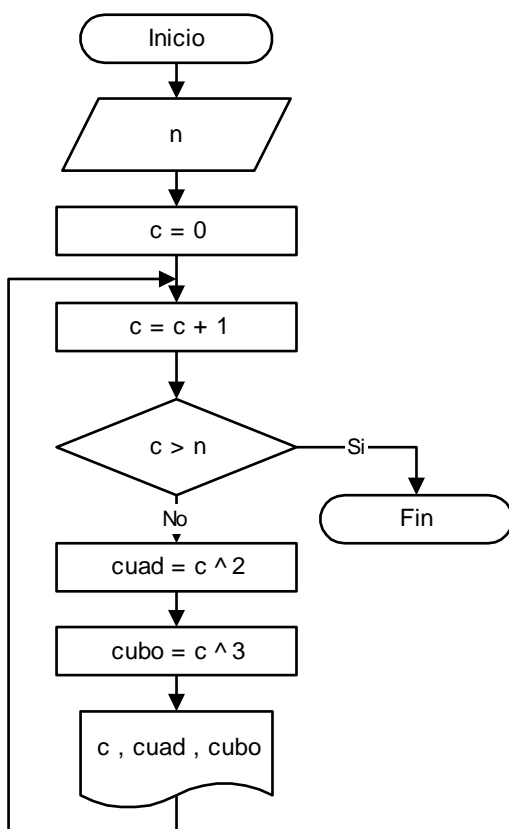 Inicio
n
c = 0
c = c + 1
c > n
Si
Fin
No
cuad = c ^ 2
cubo = c ^ 3
c , cuad , cubo